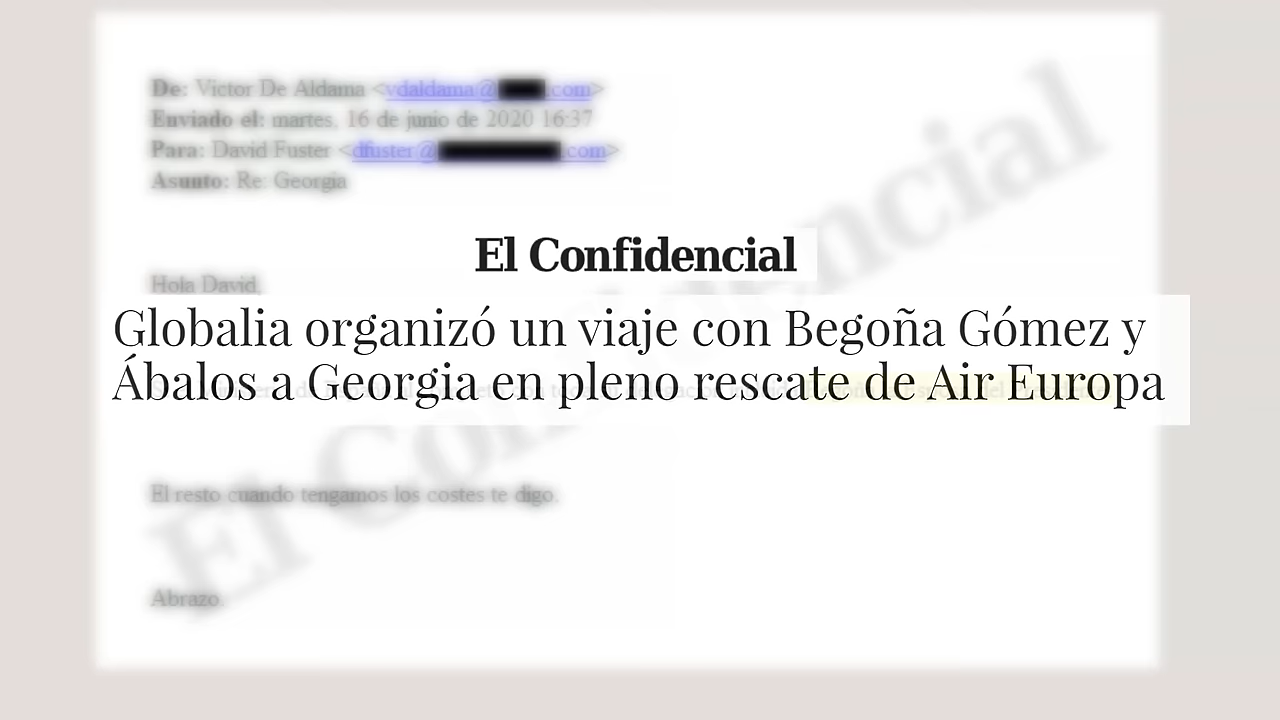 De: Victor De Aldama <vdaldama@ .com>
Enviado el: martes, 16 de junio de 2020 16:37
Para: David Fuster <dfuster@ .com>
Asunto: Re: Georgia
El Confidencial
Hola David,
Globalia organizó un viaje con Begoña Gómez y
Ábalos a Georgia en pleno rescate de Air Europa
El resto cuando tengamos los costes te digo.
Abrazo.
El Confidencial